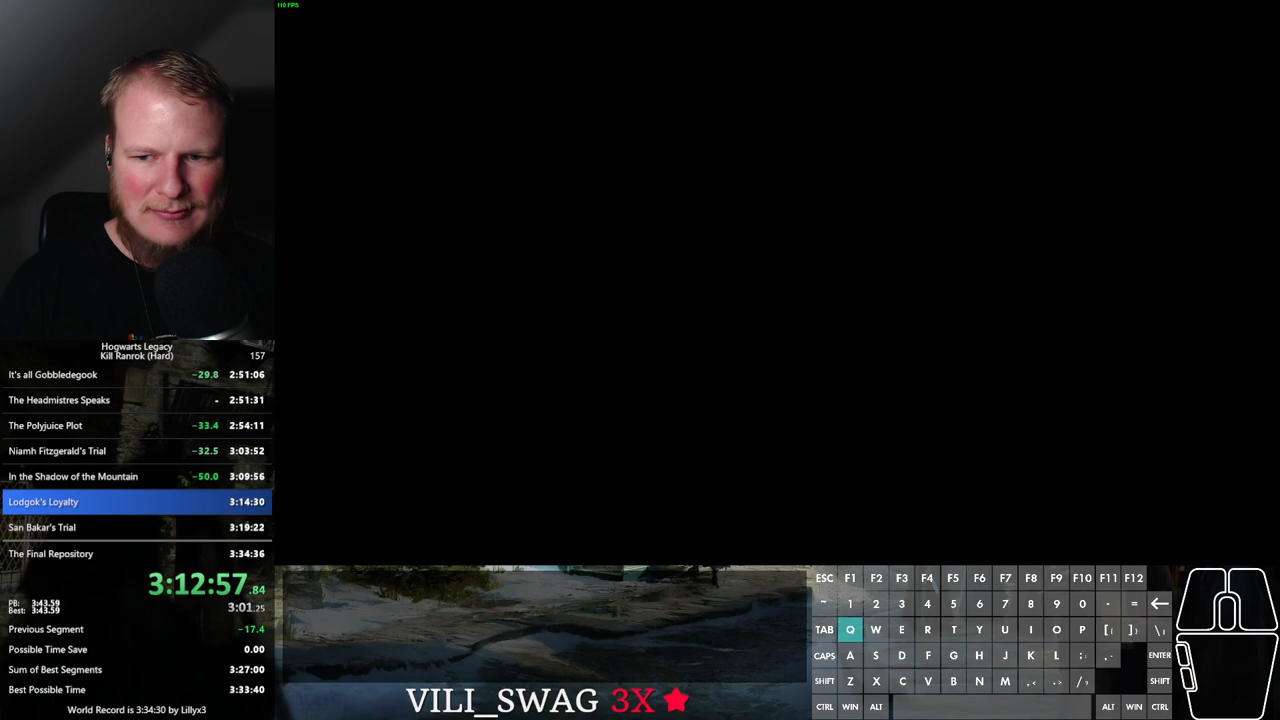 110 FPS
Hogwarts Legacy
Kill Ranrok (Hard) 157
It's all Gobbledegook -29.8 2:51:06
The Headmistres Speaks - 2:51:31
The Polyjuice Plot -33.4 2:54:11
Niamh Fitzgerald's Trial -32.5 3:03:52
In the Shadow of the Mountain -50.0 3:09:56
Lodgok's Loyalty 3:14:30
San Bakar's Trial 3:19:22
The Final Repository 3:34:36
3:12:57.84
PB: 3:43.59 3:01.25
Best: 3:43.59
Previous Segment -17.4
Possible Time Save 0.00
Sum of Best Segments 3:27:00
Best Possible Time 3:33:40
World Record is 3:34:30 by Lillyx3
VILI_SWAG 3X
ESC F1 F2 F3 F4 F5 F6 F7 F8 F9 F10 F11 F12
~ 1 2 3 4 5 6 7 8 9 0 - = ←
TAB Q W E R T Y U I O P [{ ]} \¦
CAPS A S D F G H J K L ;: ,. ENTER
SHIFT Z X C V B N M ,< .> /? SHIFT
CTRL WIN ALT ALT WIN CTRL